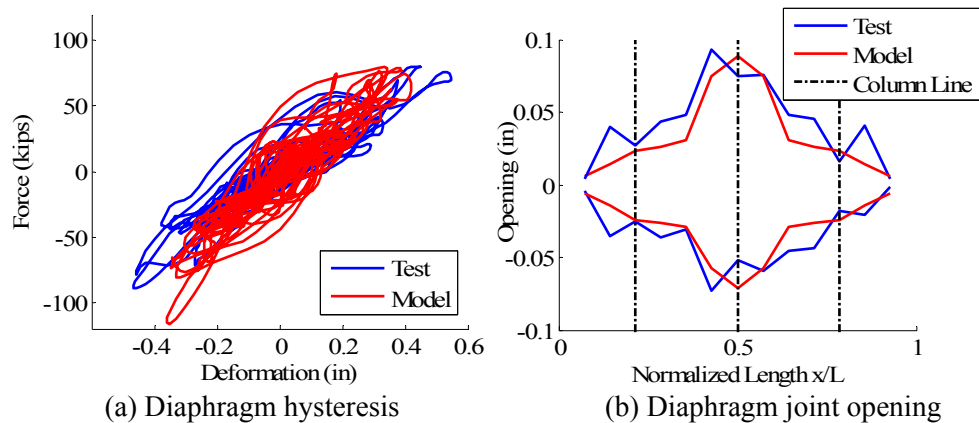 100
50
0
-50
-100
Force (kips)
Test
Model
-0.4 -0.2 0 0.2 0.4 0.6
Deformation (in)
(a) Diaphragm hysteresis
0.1
0.05
0
-0.05
-0.1
Opening (in)
Test
Model
Column Line
0 0.5 1
Normalized Length x/L
(b) Diaphragm joint opening